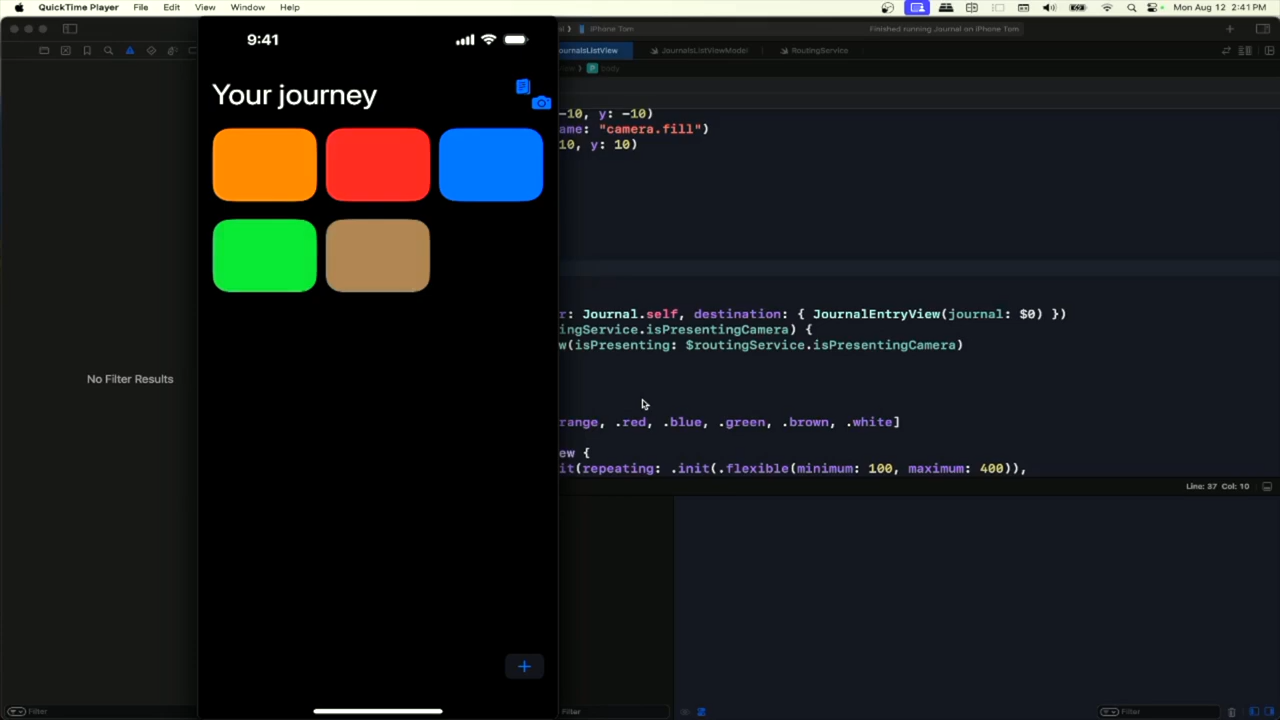 QuickTime Player File Edit View Window Help
Mon Aug 12 2:41 PM
iPhone Tom
Finished running Journal on iPhone Tom
JournalsListViewModel
RoutingService
body
9:41
Your journey
-10, y: -10)
ame: "camera.fill")
10, y: 10)
r: Journal.self, destination: { JournalEntryView(journal: $0) })
ingService.isPresentingCamera) {
w(isPresenting: $routingService.isPresentingCamera)
range, .red, .blue, .green, .brown, .white]
ew {
it(repeating: .init(.flexible(minimum: 100, maximum: 400)),
Line: 37 Col: 10
No Filter Results
Filter
Filter
Filter